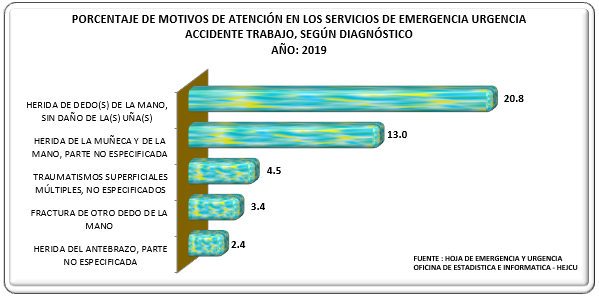 PORCENTAJE DE MOTIVOS DE ATENCIÓN EN LOS SERVICIOS DE EMERGENCIA URGENCIA
ACCIDENTE TRABAJO, SEGÚN DIAGNÓSTICO
AÑO: 2019
HERIDA DE DEDO(S) DE LA MANO,
SIN DAÑO DE LA(S) UÑA(S)
20.8
HERIDA DE LA MUÑECA Y DE LA
MANO, PARTE NO ESPECIFICADA
13.0
TRAUMATISMOS SUPERFICIALES
MÚLTIPLES, NO ESPECIFICADOS
4.5
FRACTURA DE OTRO DEDO DE LA
MANO
3.4
HERIDA DEL ANTEBRAZO, PARTE
NO ESPECIFICADA
2.4
FUENTE : HOJA DE EMERGENCIA Y URGENCIA
OFICINA DE ESTADISTICA E INFORMATICA - HEJCU